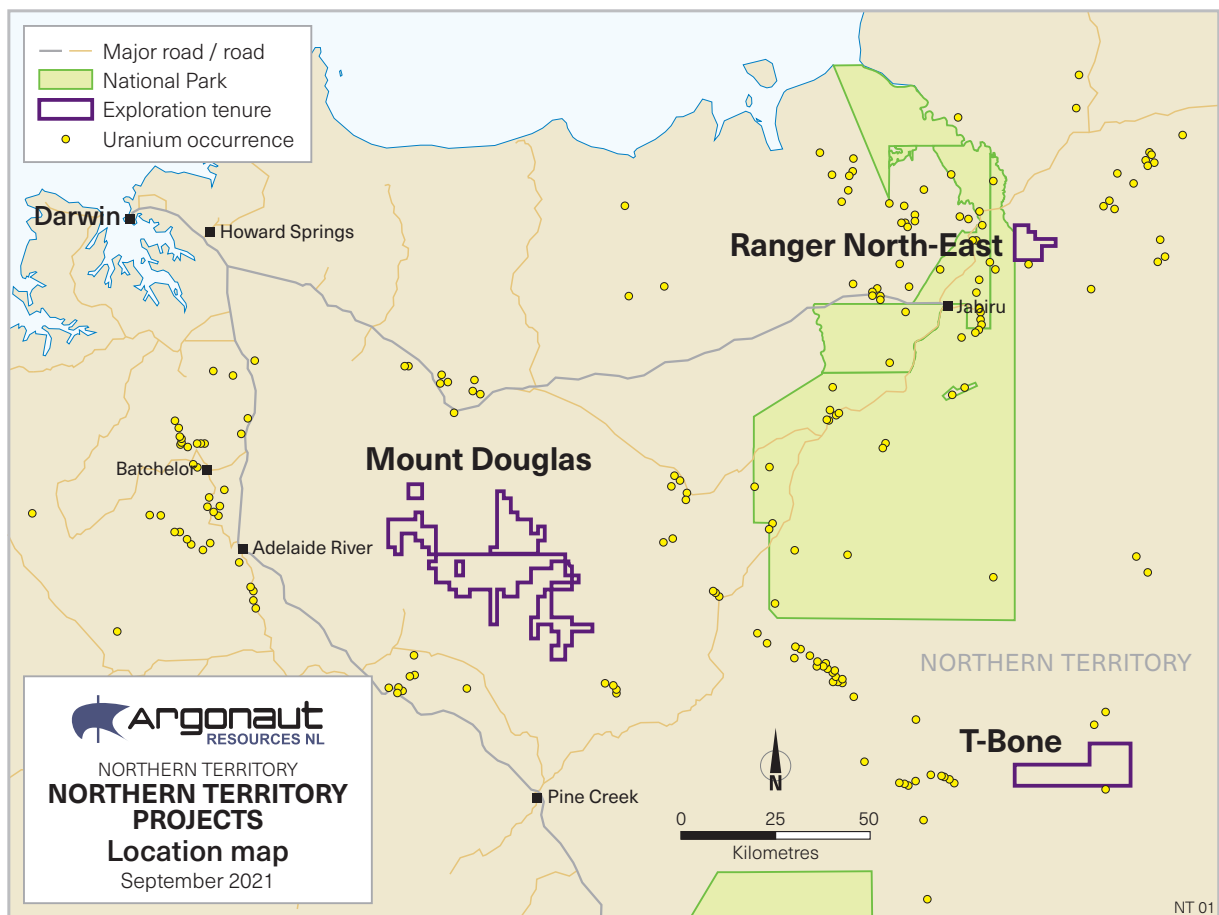 Major road / road
National Park
Exploration tenure
Uranium occurrence
Darwin
Howard Springs
Ranger North-East
Jabiru
Mount Douglas
Batchelor
Adelaide River
NORTHERN TERRITORY
T-Bone
Pine Creek
N
0 25 50
Kilometres
Argonaut
RESOURCES NL
NORTHERN TERRITORY
NORTHERN TERRITORY
PROJECTS
Location map
September 2021
NT 01